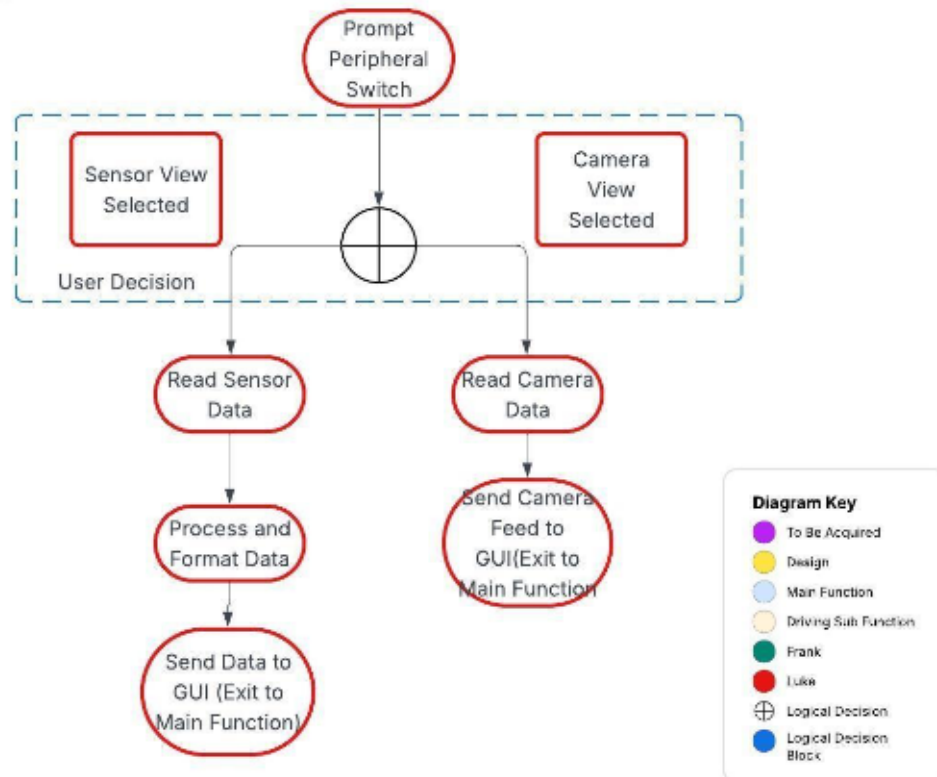 Prompt
Peripheral
Switch
Sensor View
Selected
Camera
View
Selected
User Decision
Read Sensor
Data
Read Camera
Data
Process and
Format Data
Send Camera
Feed to
GUI(Exit to
Main Function
Send Data to
GUI (Exit to
Main Function)
Diagram Key
To Be Acquired
Design
Main Function
Driving Sub Function
Frank
Luke
Logical Decision
Logical Decision
Block